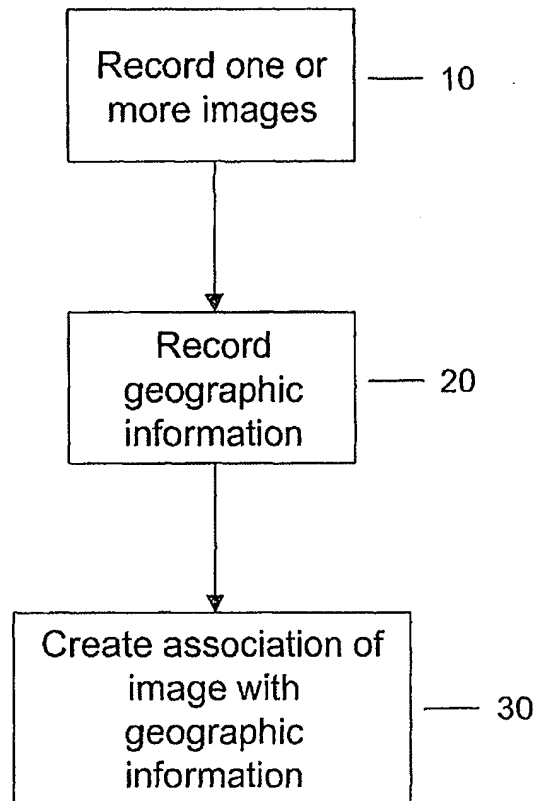 Record one or
more images
10
Record
geographic
information
20
Create association of
image with
geographic
information
30